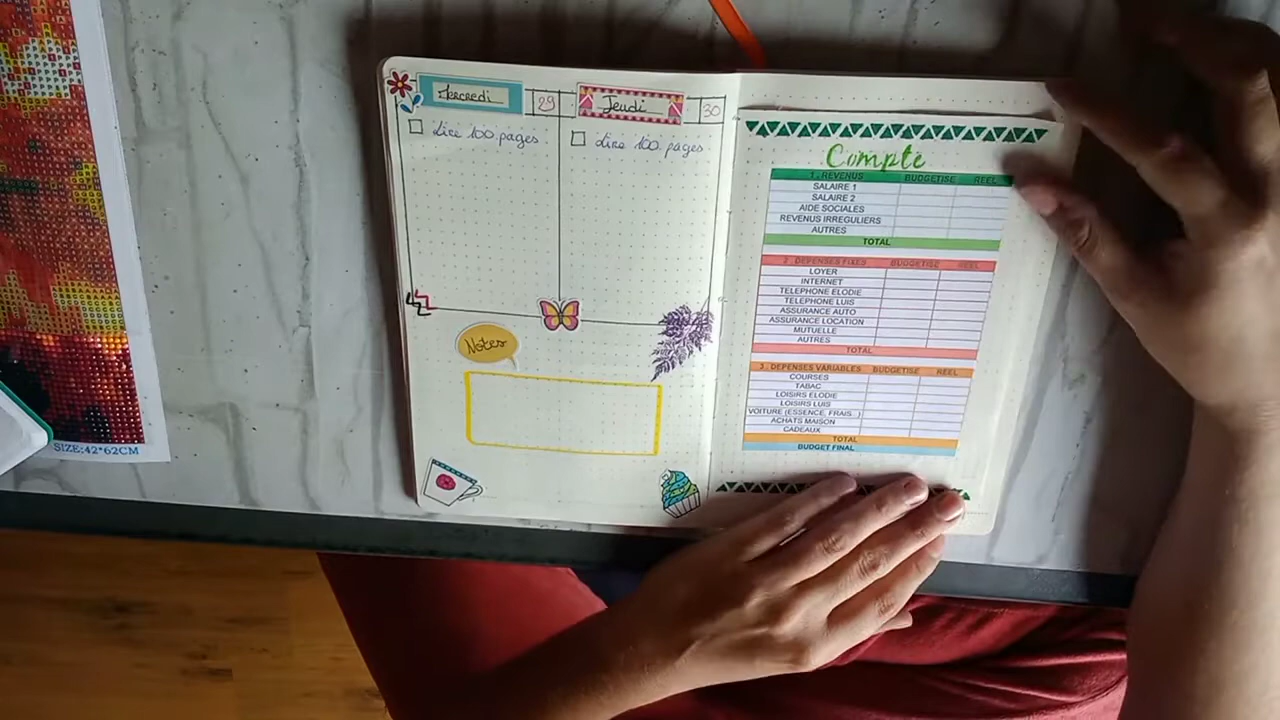 Mercredi
29
Jeudi
30
Lire 100 pages
Lire 100 pages
Notes
Compte
1. REVENUS BUDGETISE REEL
SALAIRE 1
SALAIRE 2
AIDE SOCIALES
REVENUS IRREGULIERS
AUTRES
TOTAL
2. DEPENSES FIXES BUDGETISE REEL
LOYER
INTERNET
TELEPHONE ELODIE
TELEPHONE LUIS
ASSURANCE AUTO
ASSURANCE LOCATION
MUTUELLE
AUTRES
TOTAL
3. DEPENSES VARIABLES BUDGETISE REEL
COURSES
TABAC
LOISIRS ELODIE
LOISIRS LUIS
VOITURE (ESSENCE, FRAIS...)
ACHATS MAISON
CADEAUX
TOTAL
BUDGET FINAL
SIZE:42*62CM